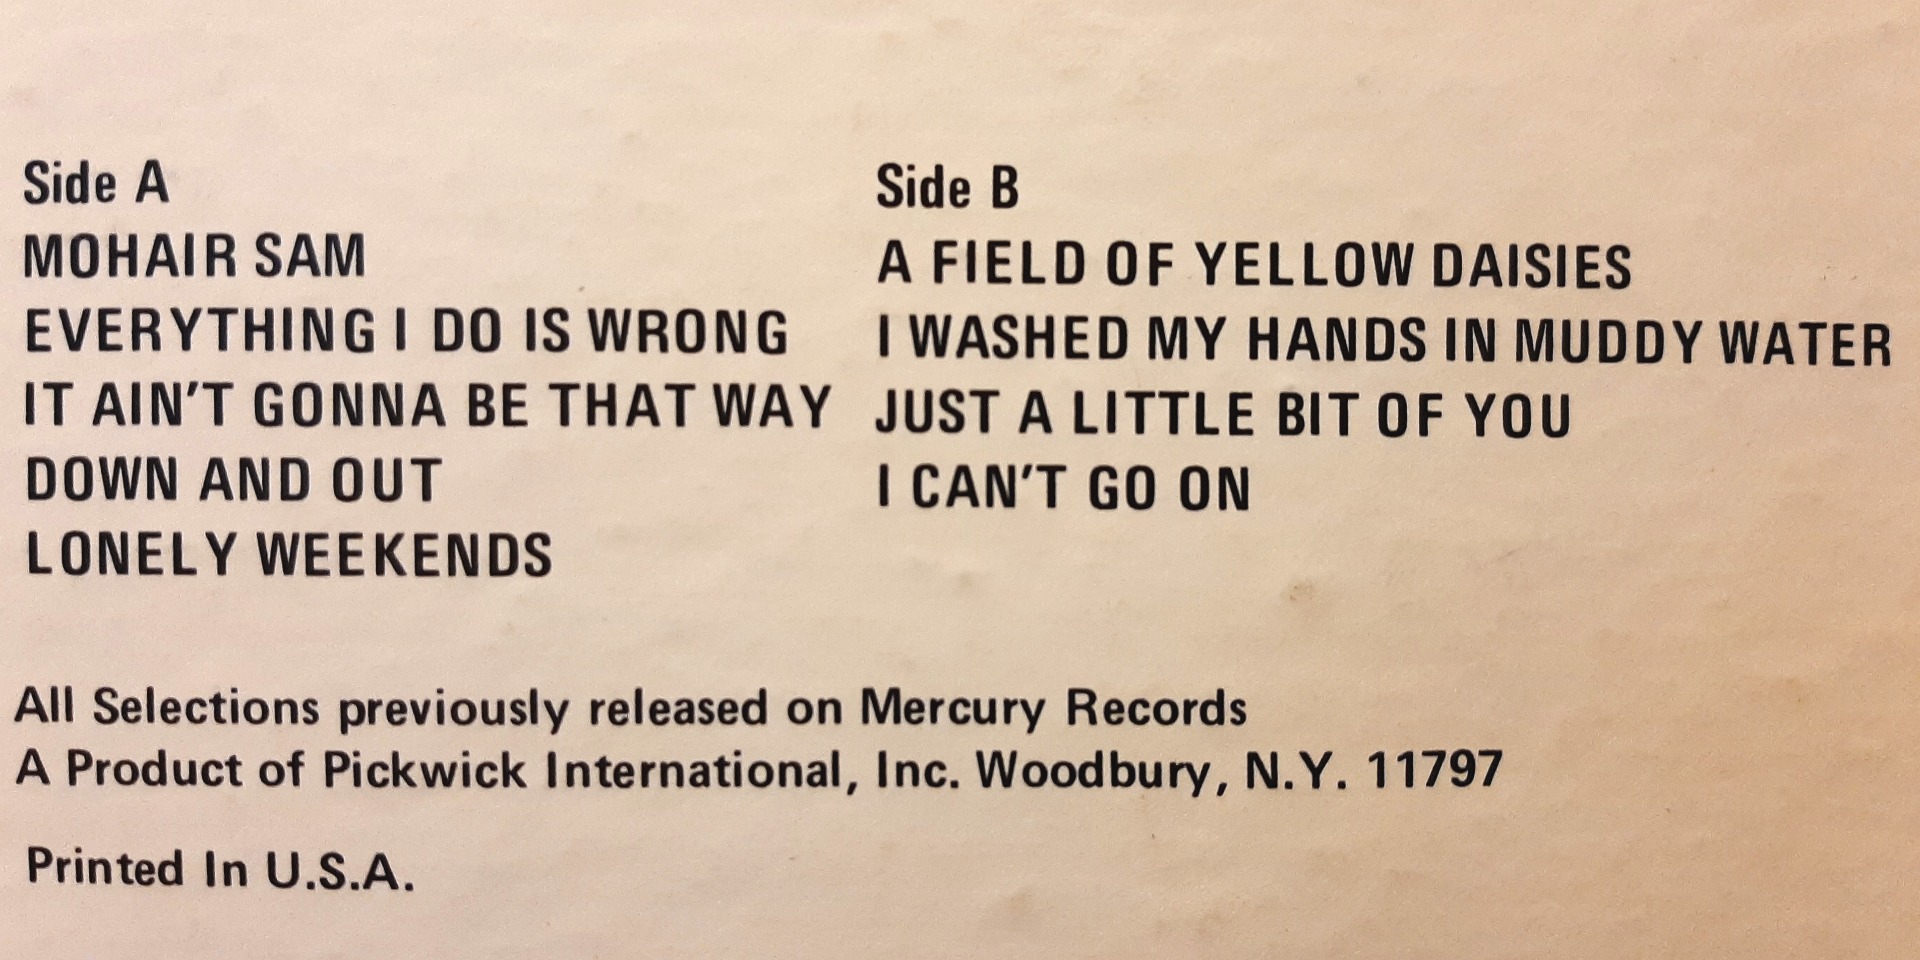 Side A
MOHAIR SAM
EVERYTHING I DO IS WRONG
IT AIN'T GONNA BE THAT WAY
DOWN AND OUT
LONELY WEEKENDS
Side B
A FIELD OF YELLOW DAISIES
I WASHED MY HANDS IN MUDDY WATER
JUST A LITTLE BIT OF YOU
I CAN'T GO ON
All Selections previously released on Mercury Records
A Product of Pickwick International, Inc. Woodbury, N.Y. 11797
Printed In U.S.A.